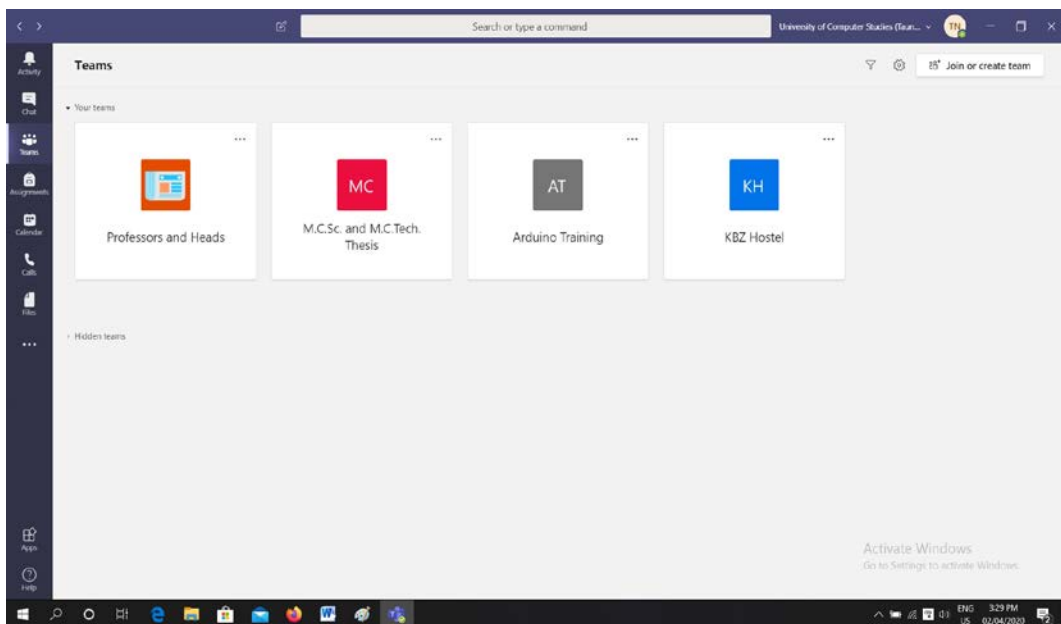 Search or type a command
University of Computer Studies (Taun...
TN
Activity
Chat
Teams
Assignments
Calendar
Calls
Files
Apps
Help
Teams
Join or create team
Your teams
Professors and Heads
MC
M.C.Sc. and M.C.Tech.
Thesis
AT
Arduino Training
KH
KBZ Hostel
Hidden teams
Activate Windows
Go to Settings to activate Windows.
W
ENG
US
3:29 PM
02/04/2020
2